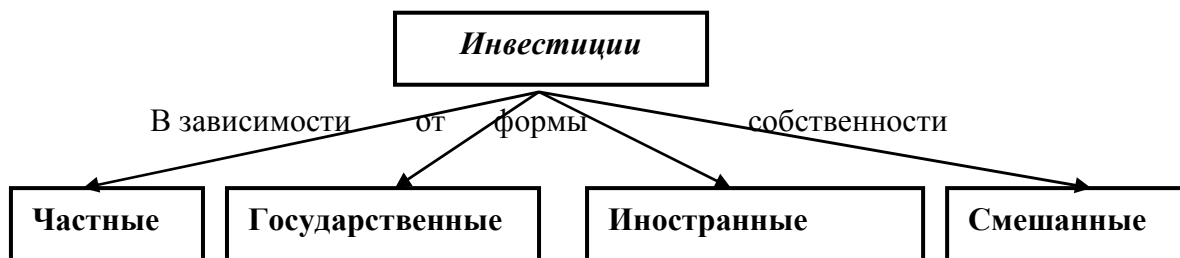 Инвестиции
В зависимости от формы собственности
Частные Государственные Иностранные Смешанные